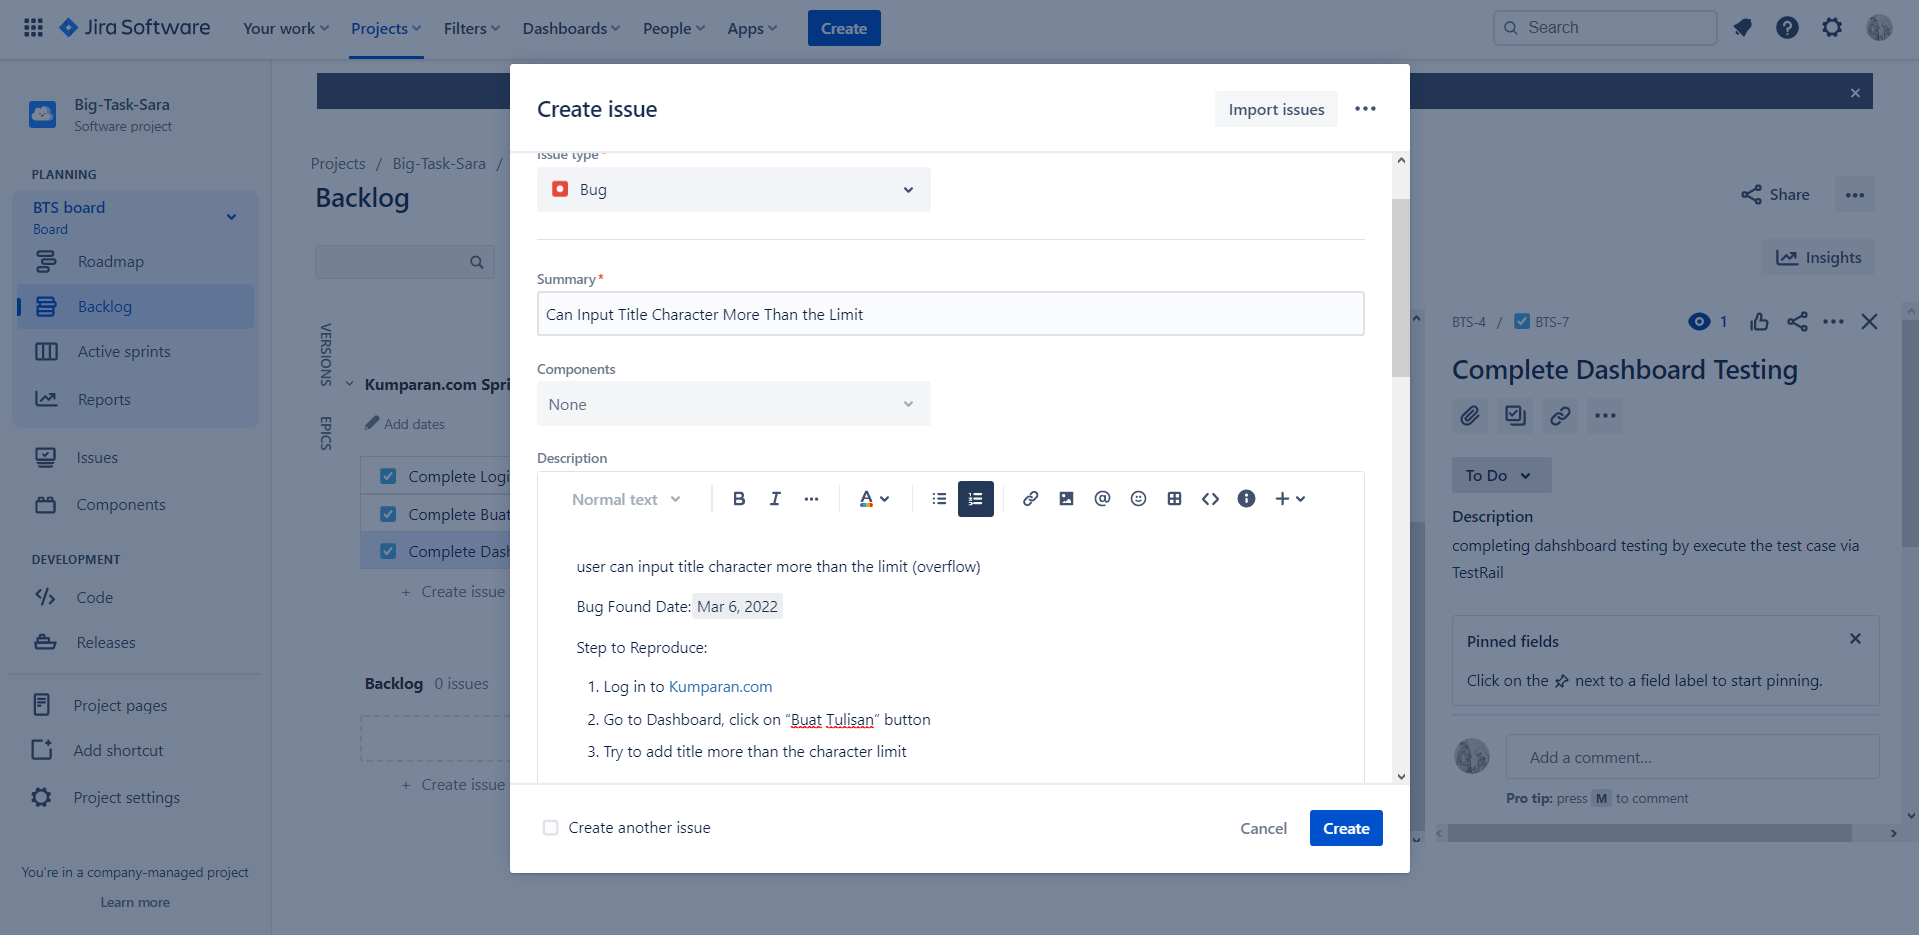 Jira Software
Your work
Projects
Filters
Dashboards
People
Apps
Create
Search
Big-Task-Sara
Software project
PLANNING
BTS board
Board
Roadmap
Backlog
Active sprints
Reports
Issues
Components
DEVELOPMENT
Code
Releases
Project pages
Add shortcut
Project settings
You're in a company-managed project
Learn more
Projects / Big-Task-Sara /
Backlog
VERSIONS
EPICS
Kumparan.com Spri
Add dates
Complete Logi
Complete Buat
Complete Dash
+ Create issue
Backlog 0 issues
+ Create issue
Create issue
Import issues
Issue type *
Bug
Summary *
Can Input Title Character More Than the Limit
Components
None
Description
Normal text
user can input title character more than the limit (overflow)
Bug Found Date: Mar 6, 2022
Step to Reproduce:
1. Log in to Kumparan.com
2. Go to Dashboard, click on “Buat Tulisan” button
3. Try to add title more than the character limit
Create another issue
Cancel
Create
Share
Insights
BTS-4 / BTS-7
1
Complete Dashboard Testing
To Do
Description
completing dahshboard testing by execute the test case via
TestRail
Pinned fields
Click on the next to a field label to start pinning.
Add a comment...
Pro tip: press M to comment